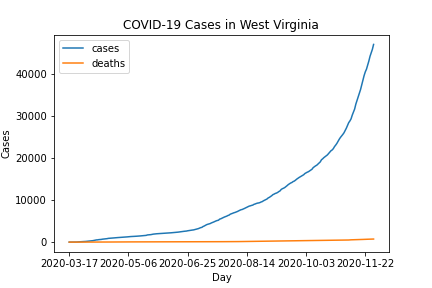 COVID-19 Cases in West Virginia
cases
deaths
40000
30000
20000
10000
0
Cases
2020-03-17 2020-05-06 2020-06-25 2020-08-14 2020-10-03 2020-11-22
Day